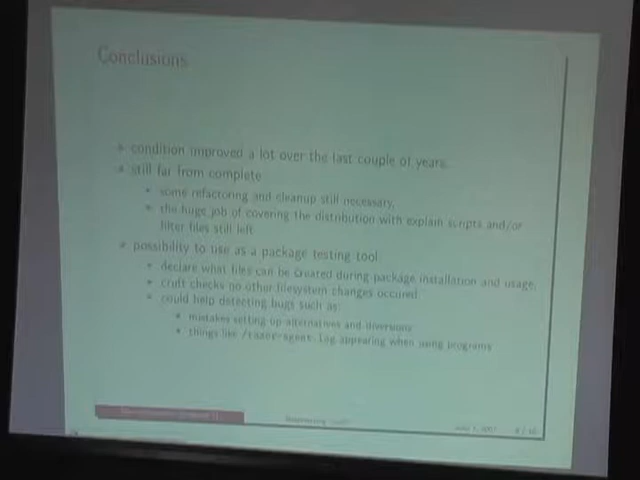 Conclusions
condition improved a lot over the last couple of years.
still far from complete
some refactoring and cleanup still necessary,
the huge job of covering the distribution with explain scripts and/or
filter files still left
possibility to use as a package testing tool
declare what files can be created during package installation and usage,
cruft checks no other filesystem changes occured
could help detecting bugs such as:
mistakes setting up alternatives and diversions
things like /razor-agent.log appearing when using programs
2007